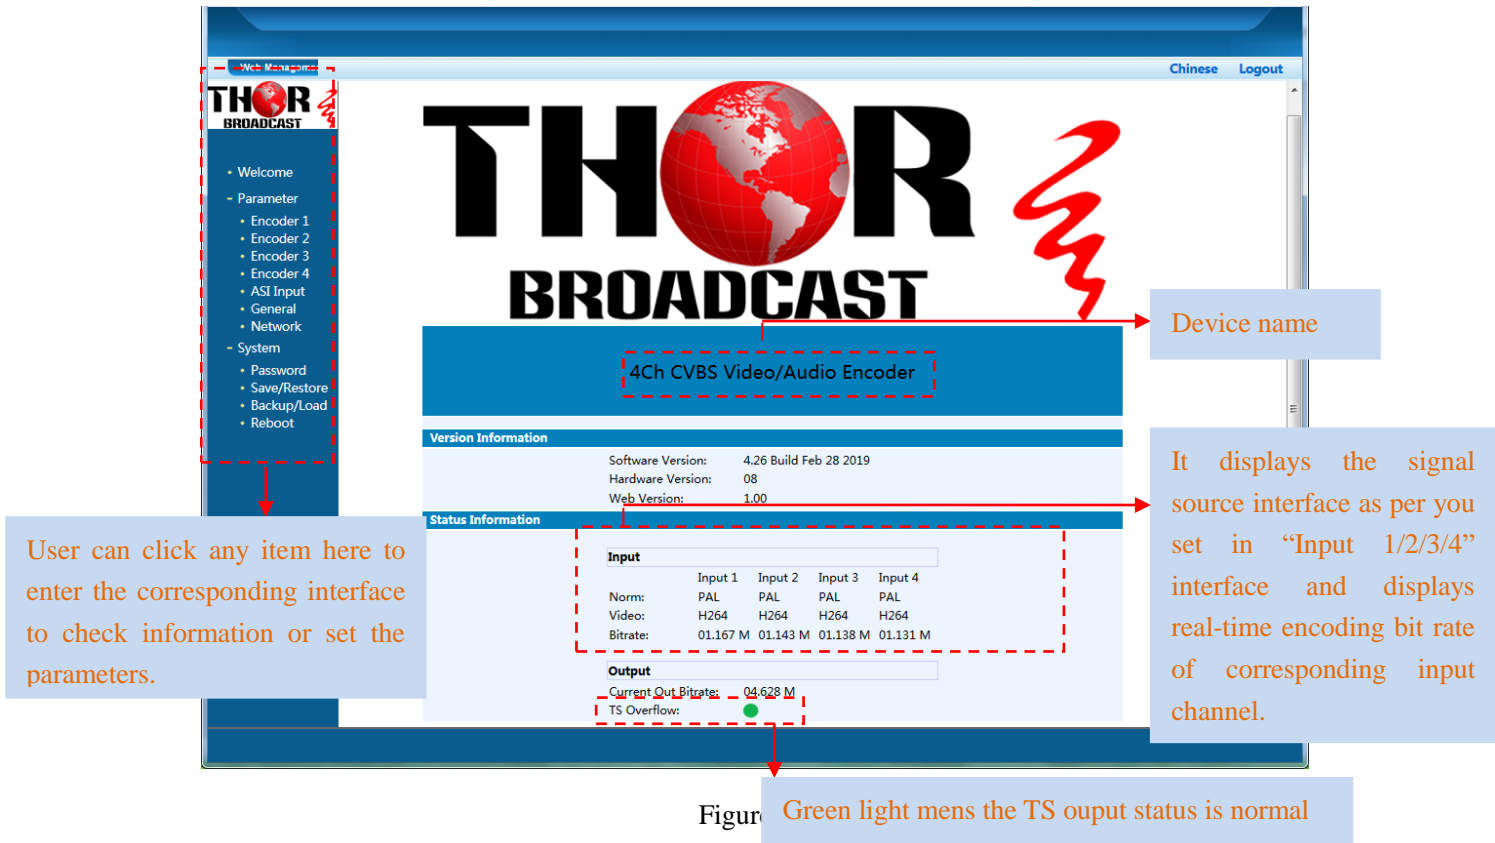 Web Manageme
Chinese Logout
THOR
BROADCAST
THOR
BROADCAST
Welcome
Parameter
Encoder 1
Encoder 2
Encoder 3
Encoder 4
ASI Input
General
Network
System
Password
Save/Restore
Backup/Load
Reboot
Device name
4Ch CVBS Video/Audio Encoder
Version Information
Software Version: 4.26 Build Feb 28 2019
Hardware Version: 08
Web Version: 1.00
Status Information
Input
Input 1 Input 2 Input 3 Input 4
Norm: PAL PAL PAL PAL
Video: H264 H264 H264 H264
Bitrate: 01.167 M 01.143 M 01.138 M 01.131 M
Output
Current Out Bitrate: 04.628 M
TS Overflow:
It displays the signal
source interface as per you
set in “Input 1/2/3/4”
interface and displays
real-time encoding bit rate
of corresponding input
channel.
User can click any item here to
enter the corresponding interface
to check information or set the
parameters.
Green light mens the TS ouput status is normal
Figure